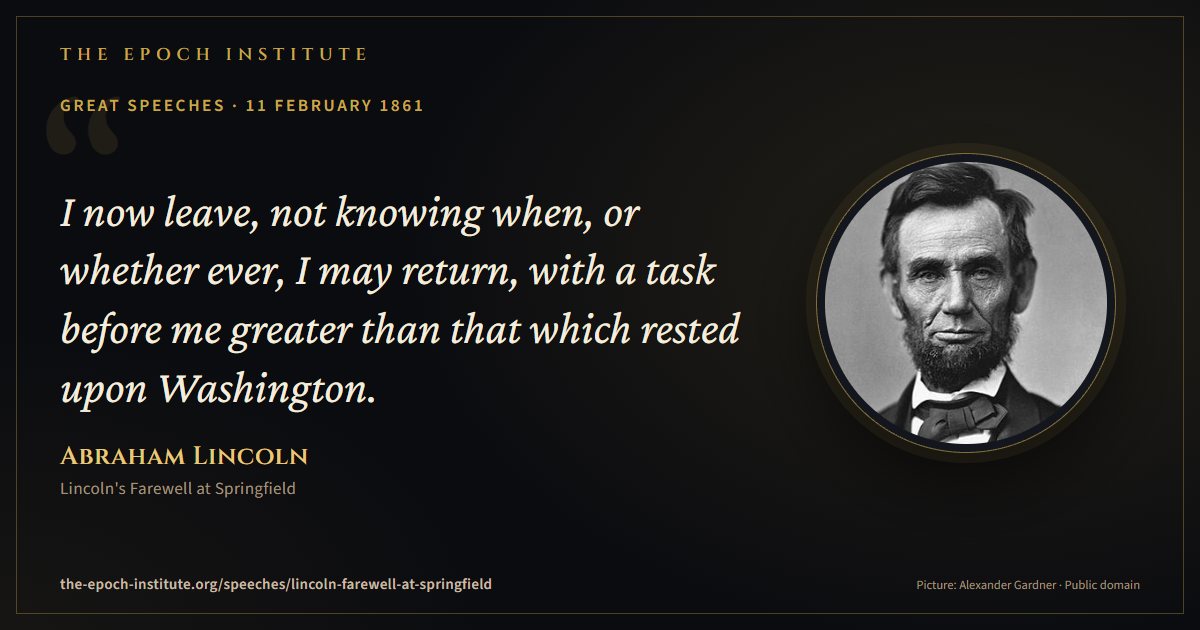 THE EPOCH INSTITUTE
GREAT SPEECHES · 11 FEBRUARY 1861
“
I now leave, not knowing when, or
whether ever, I may return, with a task
before me greater than that which rested
upon Washington.
Abraham Lincoln
Lincoln's Farewell at Springfield
the-epoch-institute.org/speeches/lincoln-farewell-at-springfield
Picture: Alexander Gardner · Public domain